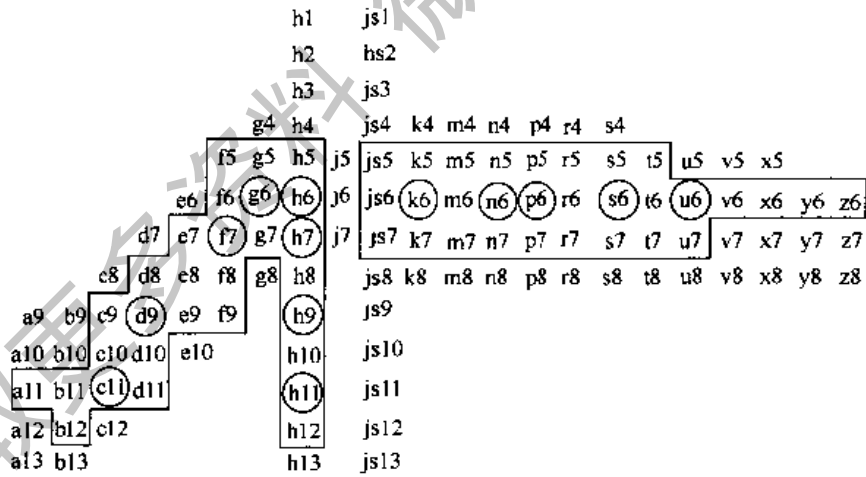 h1 js1
h2 hs2
h3 js3
g4 h4 js4 k4 m4 n4 p4 r4 s4
f5 g5 h5 j5 js5 k5 m5 n5 p5 r5 s5 t5 u5 v5 x5
e6 f6 g6 h6 j6 js6 k6 m6 n6 p6 r6 s6 t6 u6 v6 x6 y6 z6
d7 e7 f7 g7 h7 j7 js7 k7 m7 n7 p7 r7 s7 t7 u7 v7 x7 y7 z7
c8 d8 e8 f8 g8 h8 js8 k8 m8 n8 p8 r8 s8 t8 u8 v8 x8 y8 z8
a9 b9 c9 d9 e9 f9 h9 js9
a10 b10 c10 d10 e10 h10 js10
a11 b11 c11 d11 h11 js11
a12 b12 c12 h12 js12
a13 b13 h13 js13
更多资料